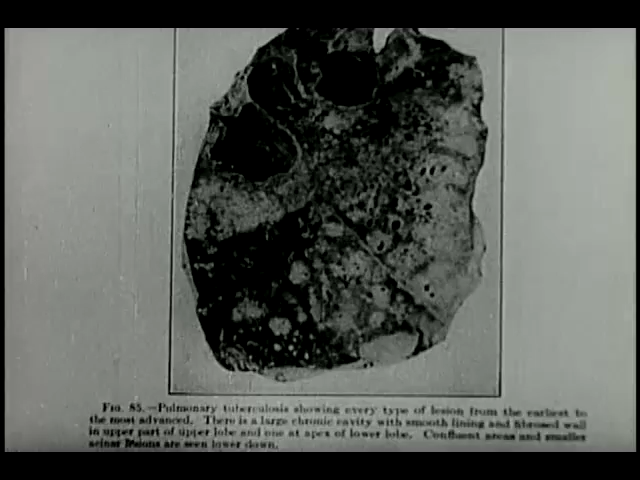 FIG. 85.—Pulmonary tuberculosis showing every type of lesion from the earliest to
the most advanced. There is a large chronic cavity with smooth lining and fibrosed wall
in upper part of upper lobe and one at apex of lower lobe. Confluent areas and smaller
acinar lesions are seen lower down.